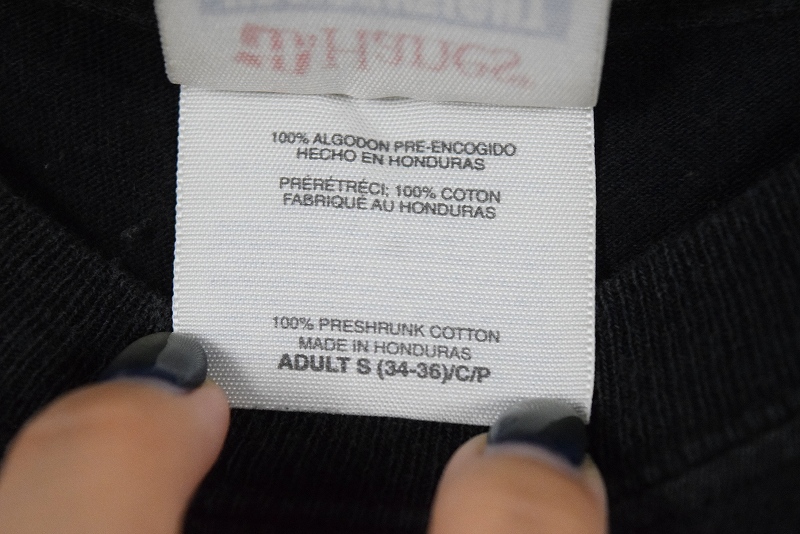 Hanes
100% ALGODON PRE-ENCOGIDO
HECHO EN HONDURAS
PRÉRÉTRÉCI; 100% COTON
FABRIQUÉ AU HONDURAS
100% PRESHRUNK COTTON
MADE IN HONDURAS
ADULT S (34-36)/C/P